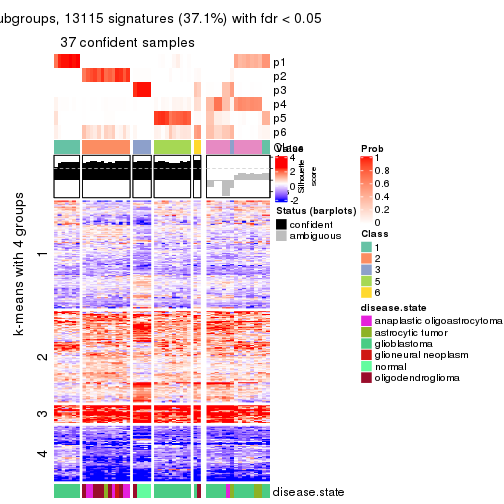 ubgroups, 13115 signatures (37.1%) with fdr < 0.05
37 confident samples
p1
p2
p3
p4
p5
p6
Class
Value
4
2
0
-2
Silhouette
score
Status (barplots)
confident
ambiguous
Prob
1
0.8
0.6
0.4
0.2
0
Class
1
2
3
5
6
disease.state
anaplastic oligoastrocytoma
astrocytic tumor
glioblastoma
glioneural neoplasm
normal
oligodendroglioma
k-means with 4 groups
1
2
3
4
disease.state